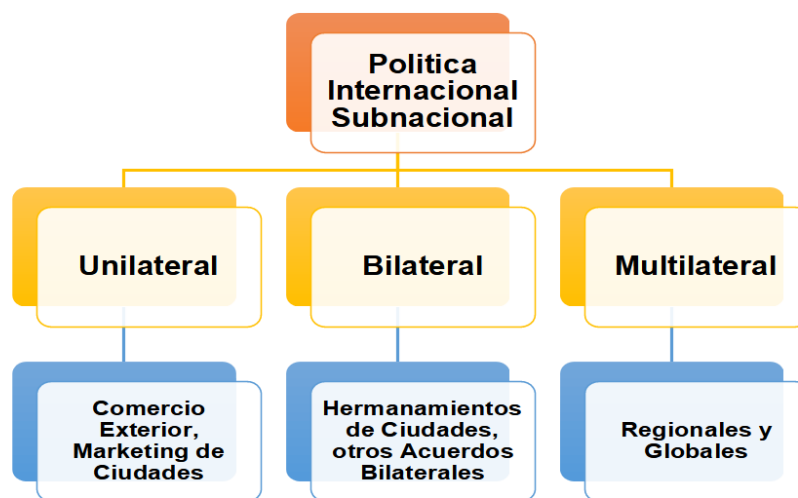 Politica
Internacional
Subnacional
Unilateral
Bilateral
Multilateral
Comercio
Exterior,
Marketing de
Ciudades
Hermanamientos
de Ciudades,
otros Acuerdos
Bilaterales
Regionales y
Globales